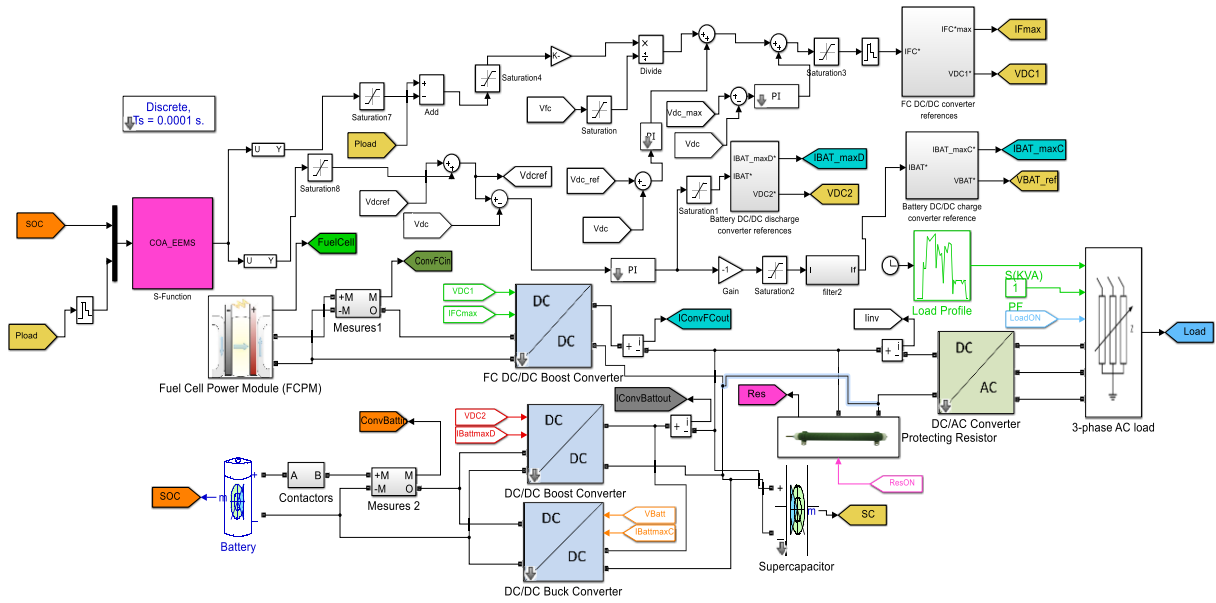 IFC*max
IFmax
IFC*
VDC1*
VDC1
FC DC/DC converter
references
K-
Saturation4
×
÷
Divide
Saturation3
Saturation7
+
−
Add
Vfc
Saturation
PI
Vdc_max
Vdc
Discrete,
Ts = 0.0001 s.
Pload
U Y
Saturation8
Vdcref
Vdcref
Vdc
PI
Vdc_ref
Vdc
Saturation1
IBAT_maxD*
IBAT*
VDC2*
IBAT_maxD
VDC2
Battery DC/DC discharge
converter references
IBAT_maxC*
IBAT*
VBAT*
IBAT_maxC
VBAT_ref
Battery DC/DC charge
converter reference
SOC
COA_EEMS
S-Function
U Y
Pload
FuelCell
ConvFCin
PI
-1
Gain
Saturation2
I
If
filter2
Load Profile
S(KVA)
1
PF
LoadON
Load
3-phase AC load
+M
-M
M
O
Mesures1
Fuel Cell Power Module (FCPM)
VDC1
IFCmax
DC
DC
FC DC/DC Boost Converter
+
-
i
IConvFCout
Iinv
+
-
i
DC
AC
DC/AC Converter
IConvBattout
+
-
i
Res
Protecting Resistor
ResON
ConvBattin
VDC2
IBattmaxD
DC
DC
DC/DC Boost Converter
SOC
m
+
−
Battery
A B
Contactors
+M
-M
M
O
Mesures 2
DC
DC
VBatt
IBattmaxC
DC/DC Buck Converter
+
−
m
SC
Supercapacitor